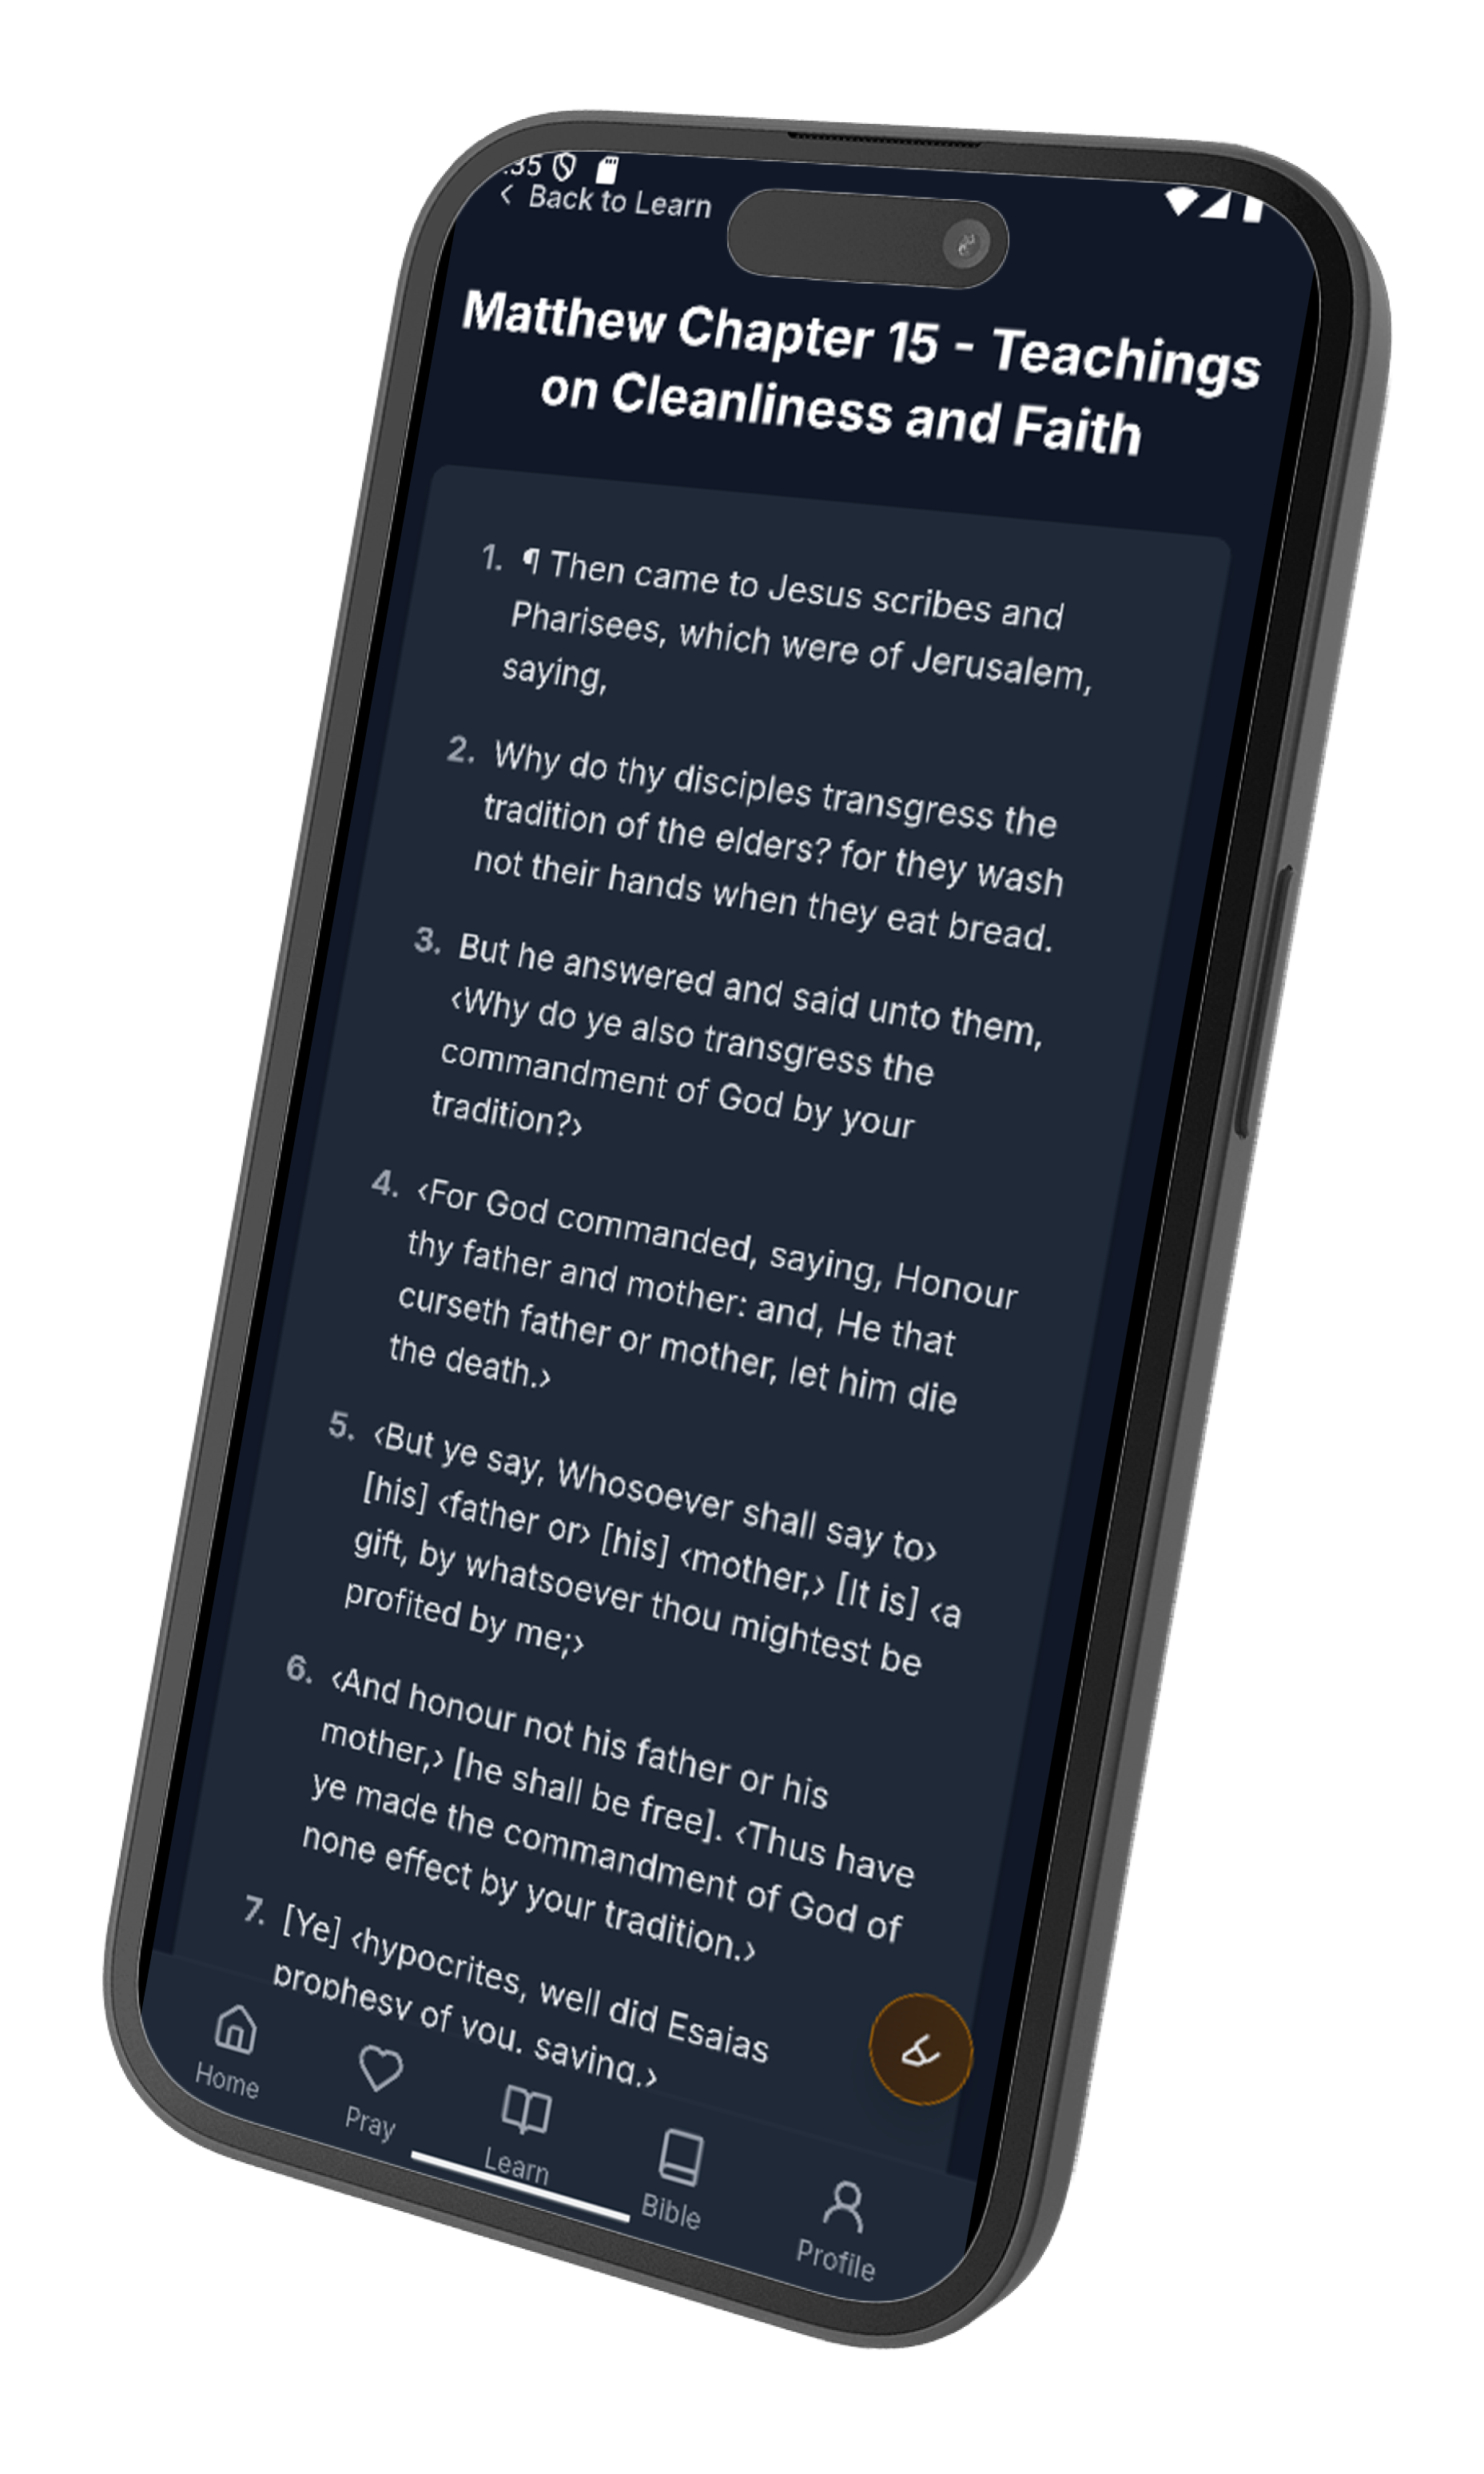 :35
‹ Back to Learn
Matthew Chapter 15 - Teachings
on Cleanliness and Faith
1. ¶ Then came to Jesus scribes and
Pharisees, which were of Jerusalem,
saying,
2. Why do thy disciples transgress the
tradition of the elders? for they wash
not their hands when they eat bread.
3. But he answered and said unto them,
‹Why do ye also transgress the
commandment of God by your
tradition?›
4. ‹For God commanded, saying, Honour
thy father and mother: and, He that
curseth father or mother, let him die
the death.›
5. ‹But ye say, Whosoever shall say to›
[his] ‹father or› [his] ‹mother,› [It is] ‹a
gift, by whatsoever thou mightest be
profited by me;›
6. ‹And honour not his father or his
mother,› [he shall be free]. ‹Thus have
ye made the commandment of God of
none effect by your tradition.›
7. [Ye] ‹hypocrites, well did Esaias
prophesy of you, saying,›
Home
Pray
Learn
Bible
Profile